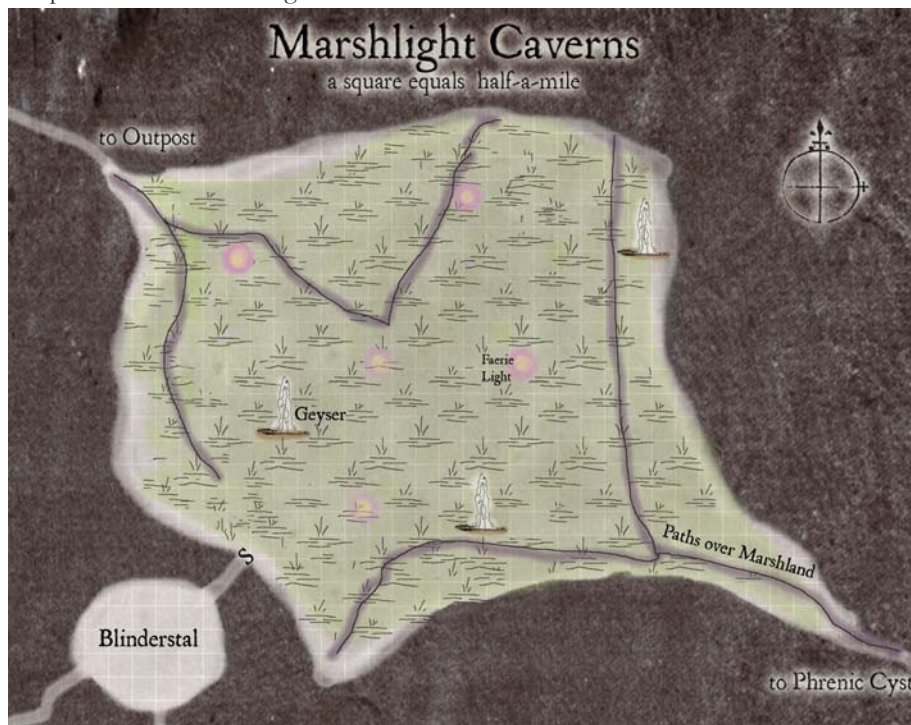 Marshlight Caverns
a square equals half-a-mile
to Outpost
Faerie
Light
Geyser
Paths over Marshland
S
Blinderstal
to Phrenic Cyst